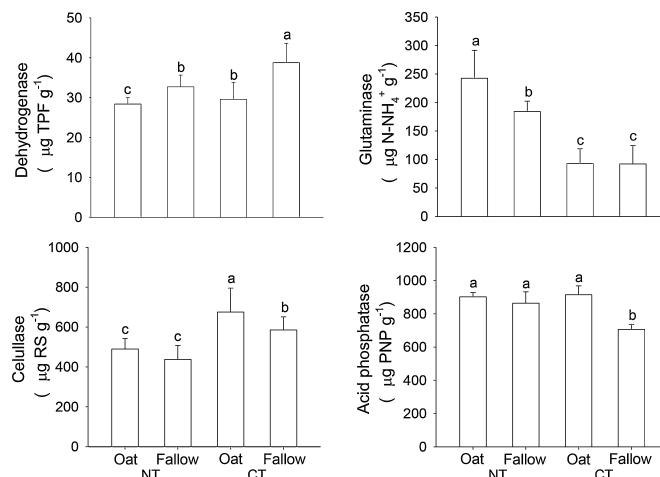 Dehydrogenase
( μg TPF g-1)
50
40
30
20
10
0
c
b
b
a
Glutaminase
( μg N-NH4+ g-1)
350
300
250
200
150
100
50
0
a
b
c
c
Celullase
( μg RS g-1)
1000
800
600
400
200
0
c
c
a
b
Oat Fallow Oat Fallow
NT CT
Acid phosphatase
( μg PNP g-1)
1200
1000
800
600
400
200
0
a
a
a
b
Oat Fallow Oat Fallow
NT CT